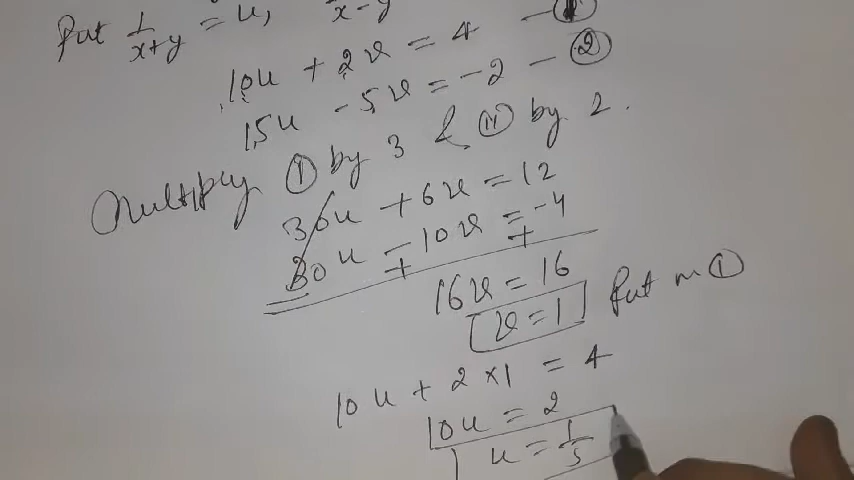 Put 1/x+y = u, x-y
10u + 2v = 4 - ①
15u - 5v = -2 - ②
Multiply ① by 3 & ⑪ by 2.
30u + 6v = 12
30u - 10v = -4
+ +
16v = 16
v = 1 Put in ①
10u + 2×1 = 4
10u = 2
u = 1/5